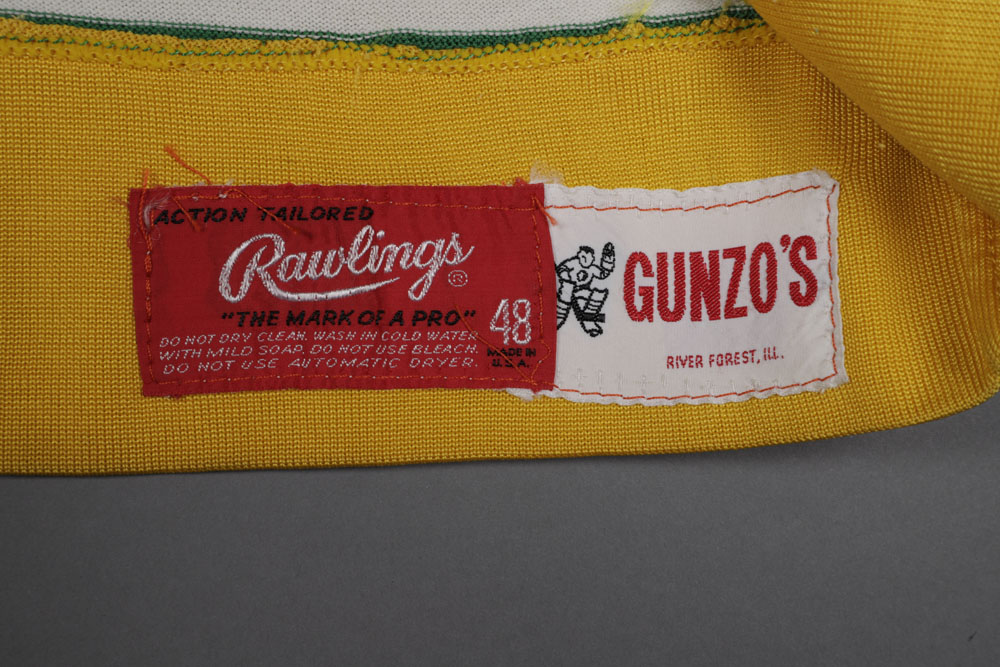 ACTION TAILORED
Rawlings ®
"THE MARK OF A PRO" 48
DO NOT DRY CLEAN. WASH IN COLD WATER
WITH MILD SOAP. DO NOT USE BLEACH.
DO NOT USE AUTOMATIC DRYER.
MADE IN
U.S.A.
GUNZO'S
RIVER FOREST, ILL.